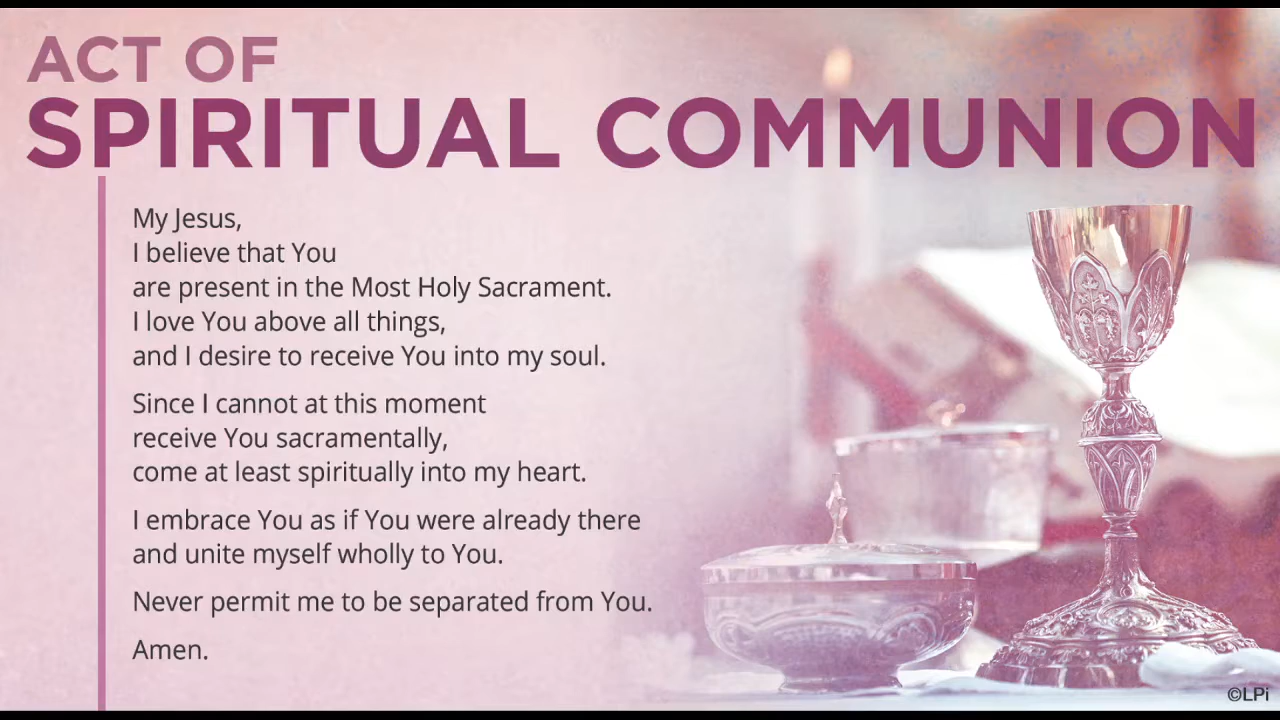 ACT OF
SPIRITUAL COMMUNION
My Jesus,
I believe that You
are present in the Most Holy Sacrament.
I love You above all things,
and I desire to receive You into my soul.
Since I cannot at this moment
receive You sacramentally,
come at least spiritually into my heart.
I embrace You as if You were already there
and unite myself wholly to You.
Never permit me to be separated from You.
Amen.
©LPi